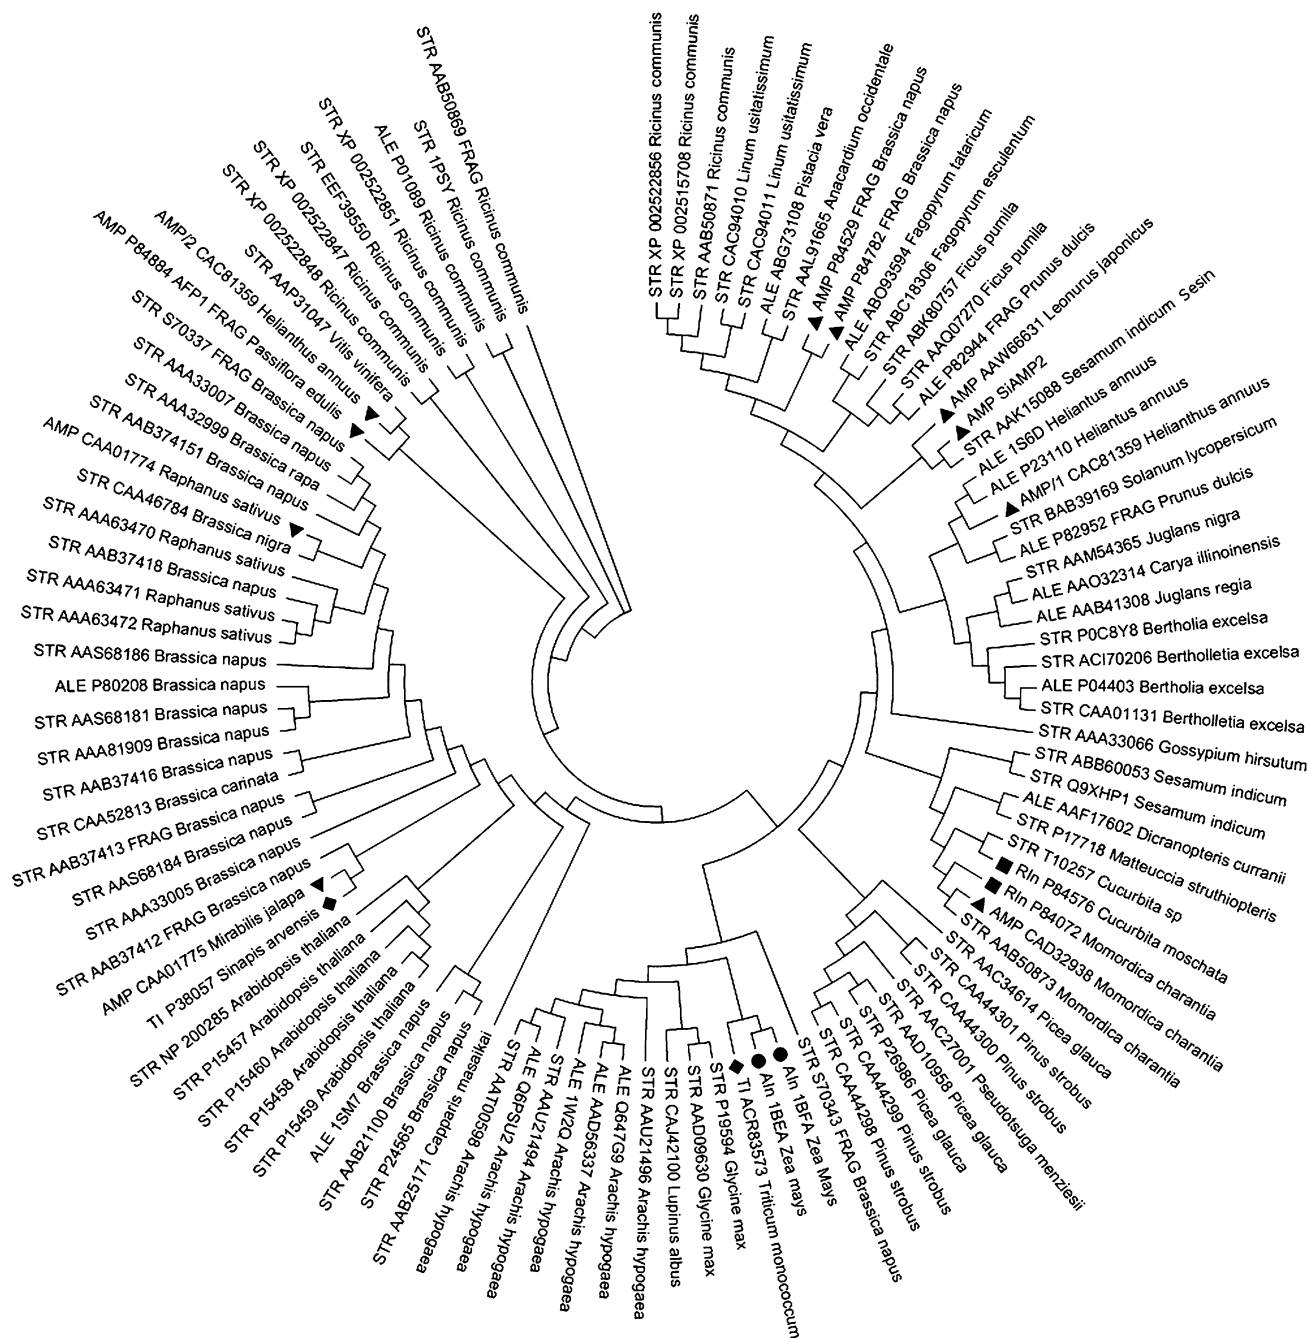 STR XP 002522856 Ricinus communis
STR XP 002515708 Ricinus communis
STR AAB50871 Ricinus communis
STR CAC94010 Linum usitatissimum
STR CAC94011 Linum usitatissimum
ALE ABG73108 Pistacia vera
STR AAL91665 Anacardium occidentale
AMP P84529 FRAG Brassica napus
AMP P84782 FRAG Brassica napus
ALE ABO93594 Fagopyrum tataricum
STR ABC18306 Fagopyrum esculentum
STR ABK80757 Ficus pumila
STR AAQ07270 Ficus pumila
ALE P82944 FRAG Prunus dulcis
AMP AAW66631 Leonurus japonicus
AMP SiAMP2
STR AAK15088 Sesamum indicum Sesin
ALE 1S6D Heliantus annuus
ALE P23110 Heliantus annuus
AMP/1 CAC81359 Helianthus annuus
STR BAB39169 Solanum lycopersicum
ALE P82952 FRAG Prunus dulcis
STR AAM54365 Juglans nigra
ALE AAO32314 Carya illinoinensis
ALE AAB41308 Juglans regia
STR P0C8Y8 Bertholia excelsa
STR ACI70206 Bertholletia excelsa
ALE P04403 Bertholia excelsa
STR CAA01131 Bertholletia excelsa
STR AAA33066 Gossypium hirsutum
STR ABB60053 Sesamum indicum
STR Q9XHP1 Sesamum indicum
ALE AAF17602 Dicranopteris curranii
STR P17718 Matteuccia struthiopteris
STR T10257 Cucurbita sp
RIn P84576 Cucurbita moschata
RIn P84072 Momordica charantia
AMP CAD32938 Momordica charantia
STR AAB50873 Momordica charantia
STR AAC34614 Picea glauca
STR CAA44301 Pinus strobus
STR CAA44300 Pinus strobus
STR AAC27001 Pseudotsuga menziesii
STR AAD10958 Picea glauca
STR P26986 Picea glauca
STR CAA44299 Pinus strobus
STR CAA44298 Pinus strobus
STR S70343 FRAG Brassica napus
AIn 1BFA Zea Mays
AIn 1BEA Zea mays
TI ACR83573 Triticum monococcum
STR P19594 Glycine max
STR AAD09630 Glycine max
STR CAJ42100 Lupinus albus
STR AAU21496 Arachis hypogaea
ALE Q647G9 Arachis hypogaea
ALE AAD56337 Arachis hypogaea
ALE 1W2Q Arachis hypogaea
STR AAU21494 Arachis hypogaea
ALE Q6PSU2 Arachis hypogaea
STR AAT00598 Arachis hypogaea
STR AAB25171 Capparis masaikai
STR P24565 Brassica napus
STR AAB21100 Brassica napus
ALE 1SM7 Brassica napus
STR P15459 Arabidopsis thaliana
STR P15458 Arabidopsis thaliana
STR P15460 Arabidopsis thaliana
STR P15457 Arabidopsis thaliana
STR NP 200285 Arabidopsis thaliana
TI P38057 Sinapis arvensis
AMP CAA01775 Mirabilis jalapa
STR AAB37412 FRAG Brassica napus
STR AAA33005 Brassica napus
STR AAS68184 Brassica napus
STR AAB37413 FRAG Brassica napus
STR CAA52813 Brassica carinata
STR AAB37416 Brassica napus
STR AAA81909 Brassica napus
STR AAS68181 Brassica napus
ALE P80208 Brassica napus
STR AAS68186 Brassica napus
STR AAA63472 Raphanus sativus
STR AAA63471 Raphanus sativus
STR AAB37418 Brassica napus
STR AAA63470 Raphanus sativus
STR CAA46784 Brassica nigra
AMP CAA01774 Raphanus sativus
STR AAB374151 Brassica napus
STR AAA32999 Brassica rapa
STR AAA33007 Brassica napus
STR S70337 FRAG Brassica napus
AMP P84884 AFP1 FRAG Passiflora edulis
AMP/2 CAC81359 Helianthus annuus
STR AAP31047 Vitis vinifera
STR XP 002522848 Ricinus communis
STR XP 002522847 Ricinus communis
STR EEF39550 Ricinus communis
STR XP 002522851 Ricinus communis
ALE P01089 Ricinus communis
STR 1PSY Ricinus communis
STR AAB50869 FRAG Ricinus communis